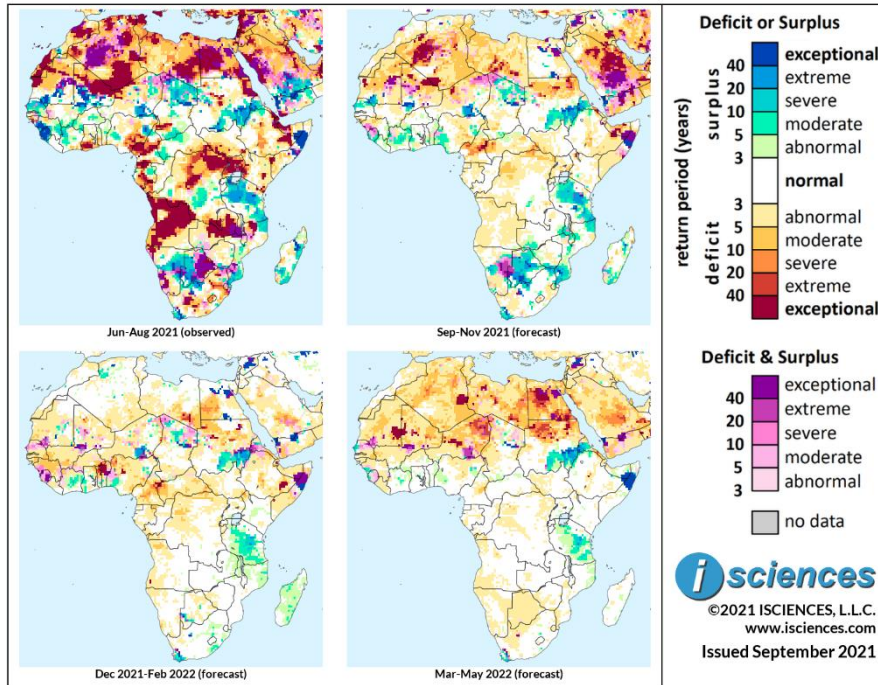 Jun-Aug 2021 (observed)
Sep-Nov 2021 (forecast)
Dec 2021-Feb 2022 (forecast)
Mar-May 2022 (forecast)
Deficit or Surplus
return period (years)
surplus
deficit
exceptional
40
extreme
20
severe
10
moderate
5
abnormal
3
normal
3
abnormal
5
moderate
10
severe
20
extreme
40
exceptional
Deficit & Surplus
exceptional
40
extreme
20
severe
10
moderate
5
abnormal
3
no data
i sciences
©2021 ISCIENCES, L.L.C.
www.isciences.com
Issued September 2021